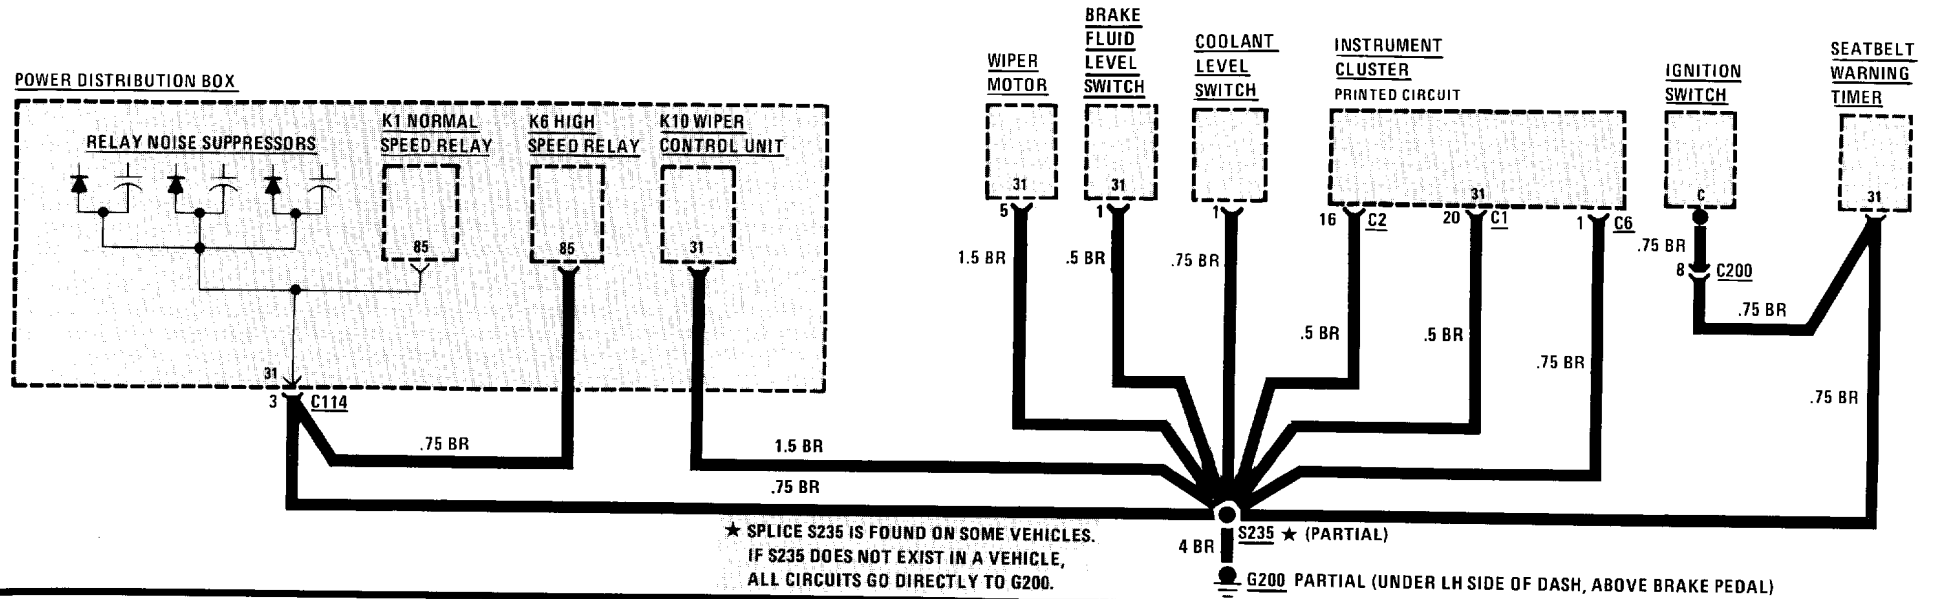 POWER DISTRIBUTION BOX
RELAY NOISE SUPPRESSORS
K1 NORMAL
SPEED RELAY
85
K6 HIGH
SPEED RELAY
85
K10 WIPER
CONTROL UNIT
31
31
3
C114
.75 BR
1.5 BR
.75 BR
WIPER
MOTOR
31
5
1.5 BR
BRAKE
FLUID
LEVEL
SWITCH
31
1
.5 BR
COOLANT
LEVEL
SWITCH
1
.75 BR
INSTRUMENT
CLUSTER
PRINTED CIRCUIT
31
16
C2
20
C1
1
C6
.5 BR
.5 BR
.75 BR
IGNITION
SWITCH
C
.75 BR
8
C200
.75 BR
SEATBELT
WARNING
TIMER
31
.75 BR
★ SPLICE S235 IS FOUND ON SOME VEHICLES.
IF S235 DOES NOT EXIST IN A VEHICLE,
ALL CIRCUITS GO DIRECTLY TO G200.
S235 ★ (PARTIAL)
4 BR
G200 PARTIAL (UNDER LH SIDE OF DASH, ABOVE BRAKE PEDAL)